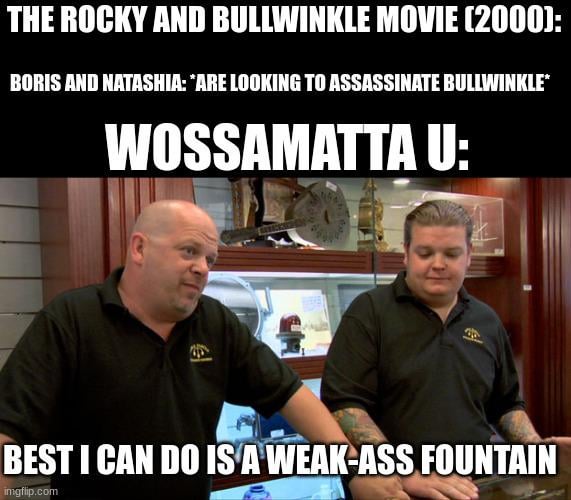 THE ROCKY AND BULLWINKLE MOVIE (2000):
BORIS AND NATASHIA: *ARE LOOKING TO ASSASSINATE BULLWINKLE*
WOSSAMATTA U:
BEST I CAN DO IS A WEAK-ASS FOUNTAIN
imgflip.com